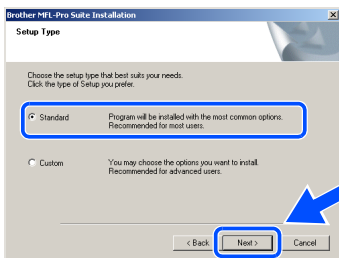 Brother MFL-Pro Suite Installation
Setup Type
Choose the setup type that best suits your needs.
Click the type of Setup you prefer.
Standard Program will be installed with the most common options.
Recommended for most users.
Custom You may choose the options you want to install.
Recommended for advanced users.
< Back Next > Cancel